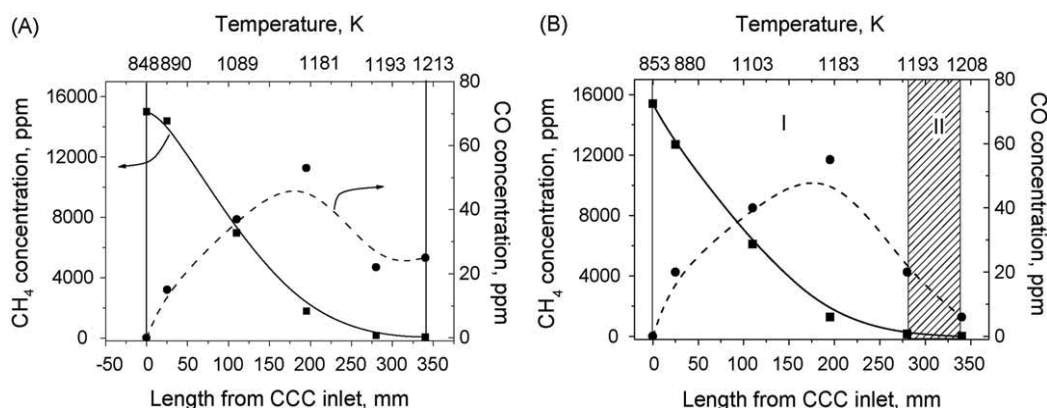 (A)
Temperature, K
848 890 1089 1181 1193 1213
CH4 concentration, ppm
16000
12000
8000
4000
0
80
60
40
20
0
CO concentration, ppm
-50 0 50 100 150 200 250 300 350
Length from CCC inlet, mm
(B)
Temperature, K
853 880 1103 1183 1193 1208
CH4 concentration, ppm
16000
12000
8000
4000
0
I
II
80
60
40
20
0
CO concentration, ppm
0 50 100 150 200 250 300 350
Length from CCC inlet, mm